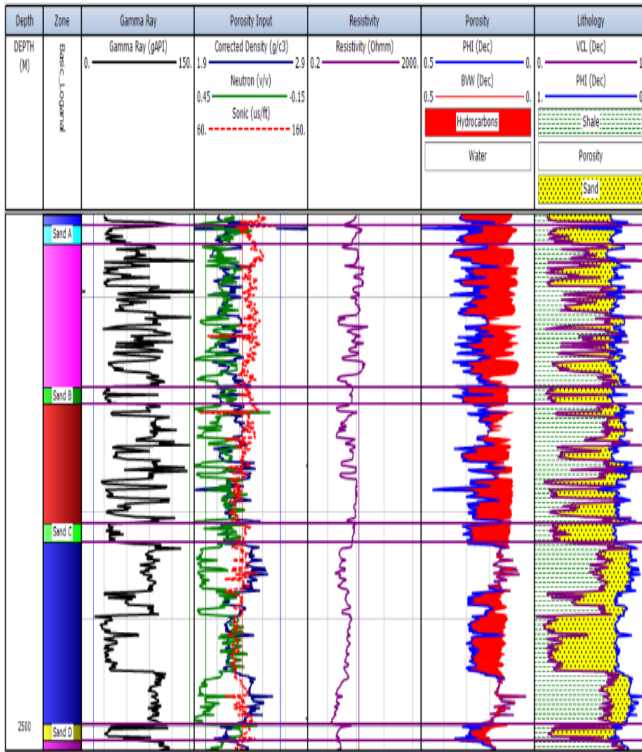 Depth Zone Gamma Ray Porosity Input Resistivity Porosity Lithology
DEPTH
(M)
Basic_Loganal
Gamma Ray (gAPI)
0. 150.
Corrected Density (g/c3)
1.9 2.9
Neutron (v/v)
0.45 -0.15
Sonic (us/ft)
60. 160.
Resistivity (Ohmm)
0.2 2000.
PHI (Dec)
0.5 0.
BVW (Dec)
0.5 0.
Hydrocarbons
Water
VCL (Dec)
0. 1
PHI (Dec)
1. 0
Shale
Porosity
Sand
Sand A
Sand B
Sand C
2500
Sand D